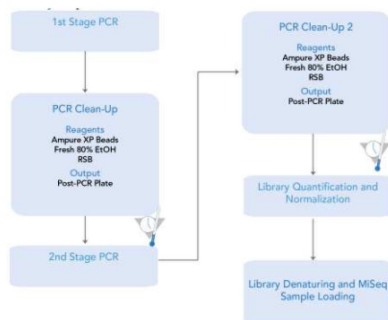 1st Stage PCR
PCR Clean-Up
Reagents
Ampure XP Beads
Fresh 80% EtOH
RSB
Output
Post-PCR Plate
2nd Stage PCR
PCR Clean-Up 2
Reagents
Ampure XP Beads
Fresh 80% EtOH
RSB
Output
Post-PCR Plate
Library Quantification and
Normalization
Library Denaturing and MiSeq
Sample Loading